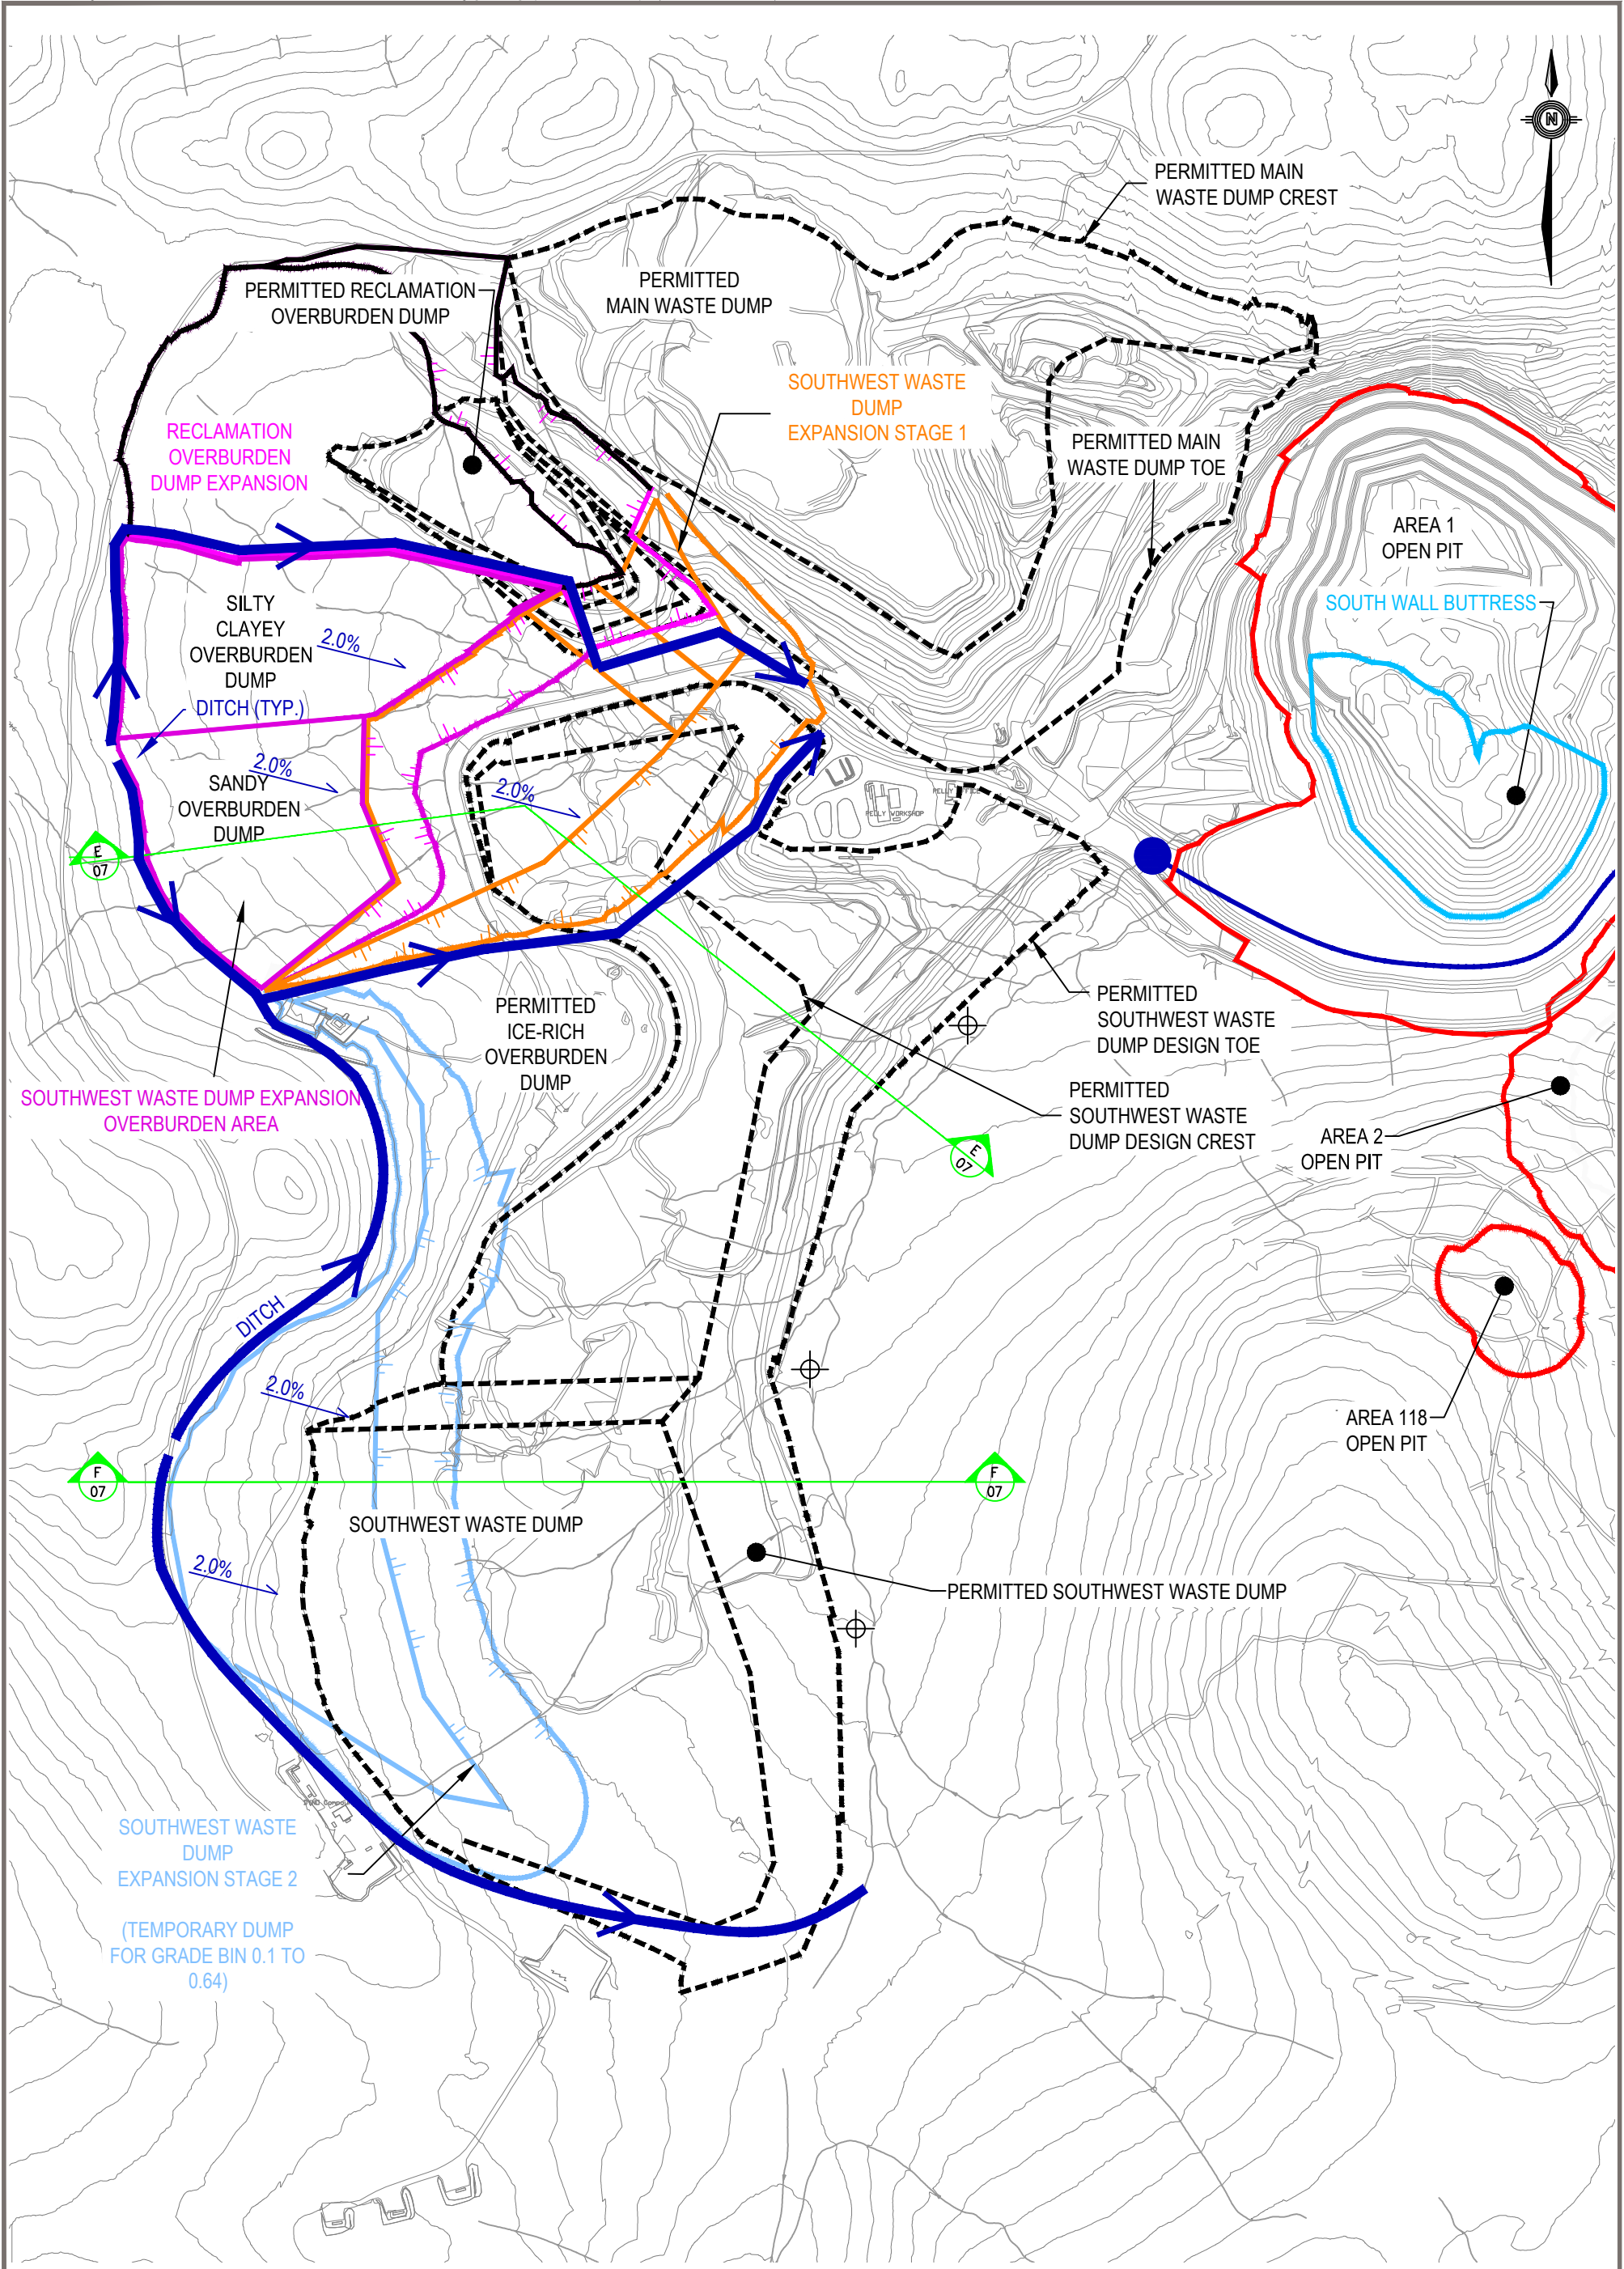 N
PERMITTED MAIN
WASTE DUMP CREST
PERMITTED RECLAMATION
OVERBURDEN DUMP
PERMITTED
MAIN WASTE DUMP
SOUTHWEST WASTE
DUMP
EXPANSION STAGE 1
RECLAMATION
OVERBURDEN
DUMP EXPANSION
PERMITTED MAIN
WASTE DUMP TOE
AREA 1
OPEN PIT
SOUTH WALL BUTTRESS
SILTY
CLAYEY
OVERBURDEN
DUMP
2.0%
DITCH (TYP.)
2.0%
SANDY
OVERBURDEN
DUMP
2.0%
PELLY WORKSHOP
E
07
PERMITTED
ICE-RICH
OVERBURDEN
DUMP
PERMITTED
SOUTHWEST WASTE
DUMP DESIGN TOE
SOUTHWEST WASTE DUMP EXPANSION
OVERBURDEN AREA
PERMITTED
SOUTHWEST WASTE
DUMP DESIGN CREST
E
07
AREA 2
OPEN PIT
DITCH
2.0%
AREA 118
OPEN PIT
F
07
F
07
SOUTHWEST WASTE DUMP
2.0%
PERMITTED SOUTHWEST WASTE DUMP
SOUTHWEST WASTE
DUMP
EXPANSION STAGE 2
(TEMPORARY DUMP
FOR GRADE BIN 0.1 TO
0.64)